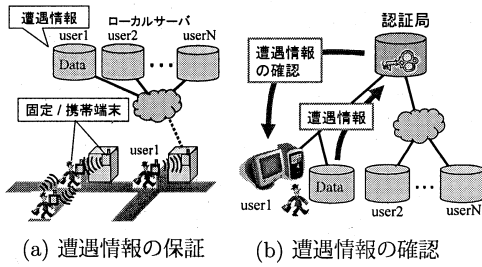 遭遇情報
ローカルサーバ
user1
user2
userN
Data
固定/携帯端末
user1
(a) 遭遇情報の保証
認証局
遭遇情報
の確認
遭遇情報
user1
Data
user2
userN
(b) 遭遇情報の確認